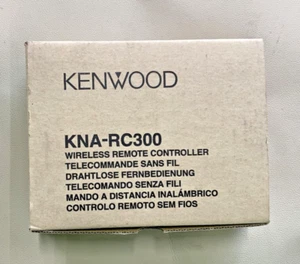 KENWOOD
KNA-RC300
WIRELESS REMOTE CONTROLLER
TELECOMMANDE SANS FIL
DRAHTLOSE FERNBEDIENUNG
TELECOMANDO SENZA FILI
MANDO A DISTANCIA INALÁMBRICO
CONTROLO REMOTO SEM FIOS